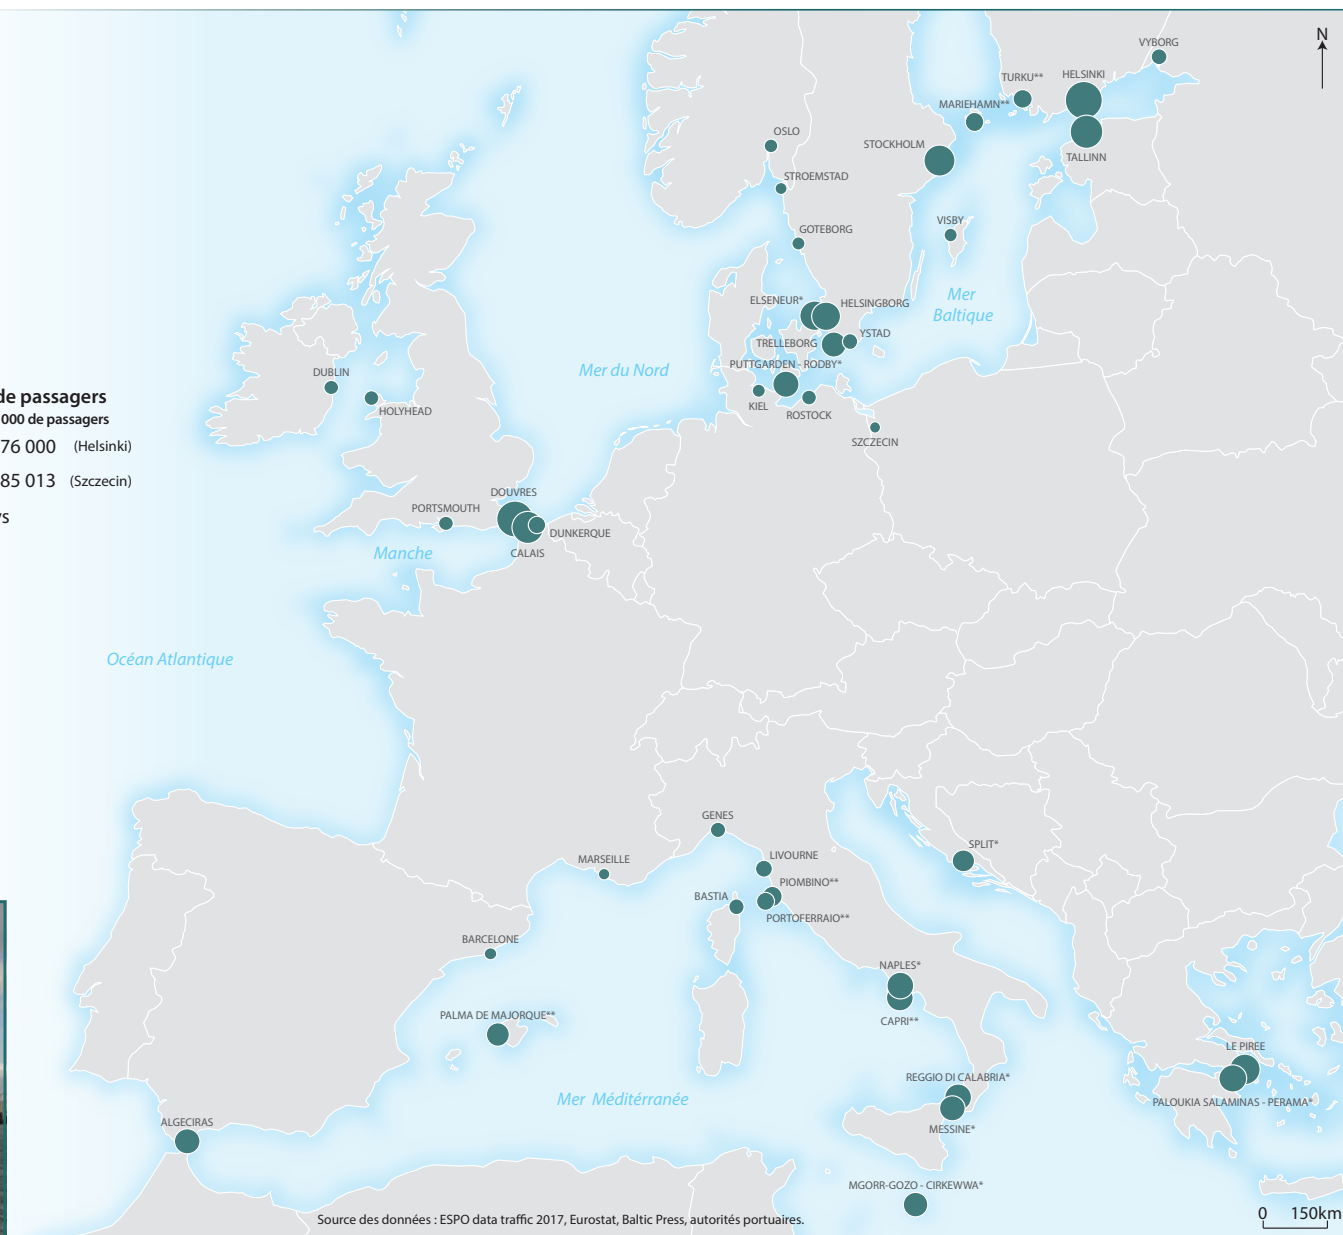 N
VYBORG
TURKU**
HELSINKI
MARIEHAMN**
OSLO
STOCKHOLM
TALLINN
STROEMSTAD
VISBY
GOTEBORG
ELSENEUR*
HELSINGBORG
Mer
Baltique
YSTAD
TRELLEBORG
PUTTGARDEN - RODBY*
Mer du Nord
DUBLIN
KIEL
ROSTOCK
HOLYHEAD
SZCZECIN
de passagers
000 de passagers
76 000 (Helsinki)
85 013 (Szczecin)
DOUVRES
PORTSMOUTH
DUNKERQUE
Manche
CALAIS
Océan Atlantique
GENES
SPLIT*
LIVOURNE
MARSEILLE
PIOMBINO**
BASTIA
PORTOFERRAIO**
BARCELONE
NAPLES*
PALMA DE MAJORQUE**
CAPRI**
LE PIREE
REGGIO DI CALABRIA*
Mer Méditérranée
PALOUKIA SALAMINAS - PERAMA*
ALGECIRAS
MESSINE*
MGORR-GOZO - CIRKEWWA*
Source des données : ESPO data traffic 2017, Eurostat, Baltic Press, autorités portuaires.
0 150km